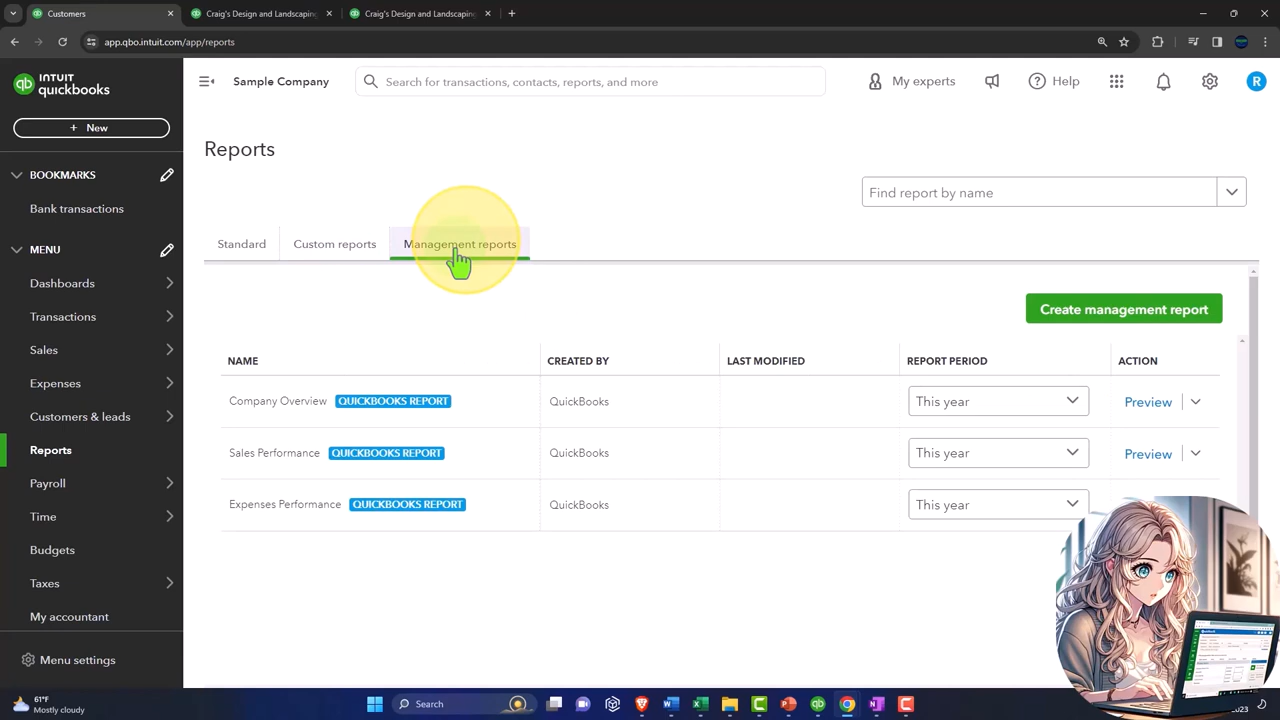 Customers
Craig's Design and Landscaping
Craig's Design and Landscaping
app.qbo.intuit.com/app/reports
INTUIT
quickbooks
Sample Company
Search for transactions, contacts, reports, and more
My experts
Help
R
+ New
Reports
BOOKMARKS
Find report by name
Bank transactions
Standard
Custom reports
Management reports
MENU
Dashboards
Transactions
Create management report
Sales
NAME
CREATED BY
LAST MODIFIED
REPORT PERIOD
ACTION
Expenses
Company Overview QUICKBOOKS REPORT
QuickBooks
This year
Preview
Customers & leads
Reports
Sales Performance QUICKBOOKS REPORT
QuickBooks
This year
Preview
Payroll
Expenses Performance QUICKBOOKS REPORT
QuickBooks
This year
Time
Budgets
Taxes
My accountant
Menu settings
61°F
Mostly cloudy
Search